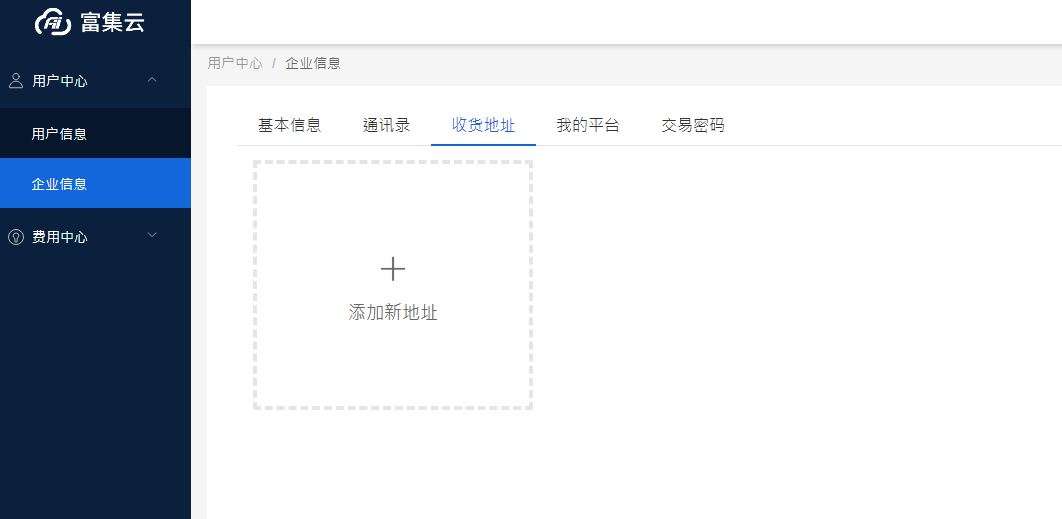 富集云
用户中心
用户信息
企业信息
费用中心
用户中心 / 企业信息
基本信息 通讯录 收货地址 我的平台 交易密码
添加新地址